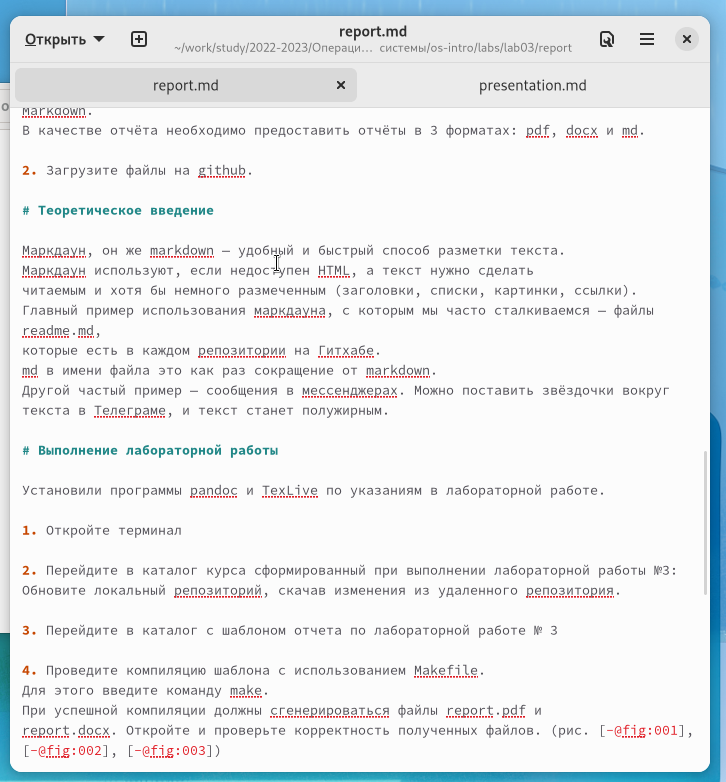 Открыть
report.md
~/work/study/2022-2023/Операци… системы/os-intro/labs/lab03/report
report.md
presentation.md
Markdown.
В качестве отчёта необходимо предоставить отчёты в 3 форматах: pdf, docx и md.
2. Загрузите файлы на github.
# Теоретическое введение
Маркдаун, он же markdown — удобный и быстрый способ разметки текста.
Маркдаун используют, если недоступен HTML, а текст нужно сделать
читаемым и хотя бы немного размеченным (заголовки, списки, картинки, ссылки).
Главный пример использования маркдауна, с которым мы часто сталкиваемся — файлы
readme.md,
которые есть в каждом репозитории на Гитхабе.
md в имени файла это как раз сокращение от markdown.
Другой частый пример — сообщения в мессенджерах. Можно поставить звёздочки вокруг
текста в Телеграме, и текст станет полужирным.
# Выполнение лабораторной работы
Установили программы pandoc и TexLive по указаниям в лабораторной работе.
1. Откройте терминал
2. Перейдите в каталог курса сформированный при выполнении лабораторной работы №3:
Обновите локальный репозиторий, скачав изменения из удаленного репозитория.
3. Перейдите в каталог с шаблоном отчета по лабораторной работе № 3
4. Проведите компиляцию шаблона с использованием Makefile.
Для этого введите команду make.
При успешной компиляции должны сгенерироваться файлы report.pdf и
report.docx. Откройте и проверьте корректность полученных файлов. (рис. [-@fig:001],
[-@fig:002], [-@fig:003])